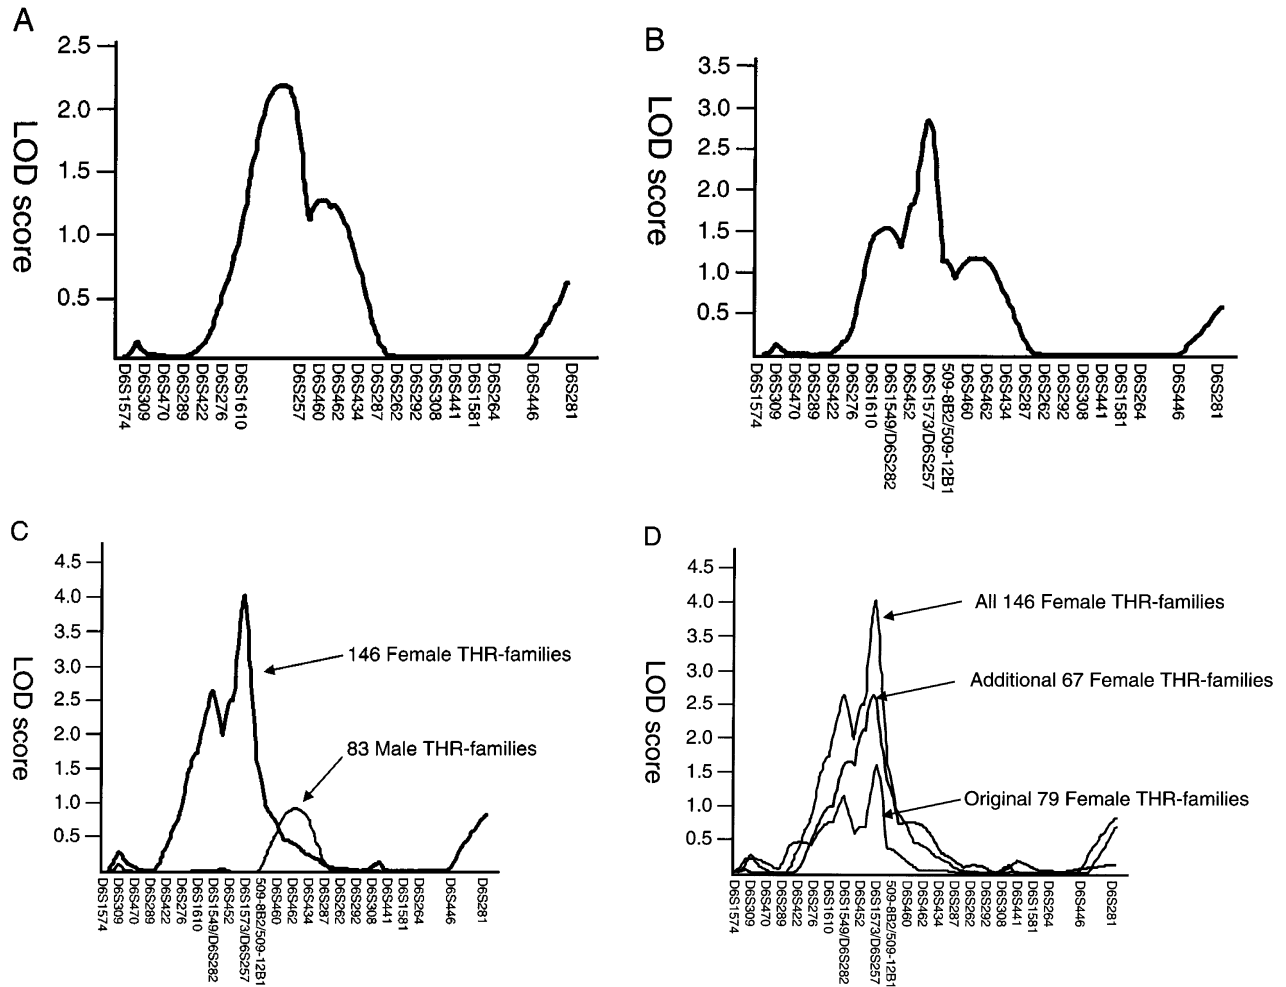 A
2.5
2.0
1.5
1.0
0.5
LOD score
D6S1574
D6S309
D6S470
D6S289
D6S422
D6S276
D6S1610
D6S257
D6S460
D6S462
D6S434
D6S287
D6S262
D6S292
D6S308
D6S441
D6S1581
D6S264
D6S446
D6S281
B
3.5
3.0
2.5
2.0
1.5
1.0
0.5
LOD score
D6S1574
D6S309
D6S470
D6S289
D6S422
D6S276
D6S1610
D6S1549/D6S282
D6S452
D6S1573/D6S257
509-8B2/509-12B1
D6S460
D6S462
D6S434
D6S287
D6S262
D6S292
D6S308
D6S441
D6S1581
D6S264
D6S446
D6S281
C
4.5
4.0
3.5
3.0
2.5
2.0
1.5
1.0
0.5
LOD score
146 Female THR-families
83 Male THR-families
D6S1574
D6S309
D6S470
D6S289
D6S422
D6S276
D6S1610
D6S1549/D6S282
D6S452
D6S1573/D6S257
509-8B2/509-12B1
D6S460
D6S462
D6S434
D6S287
D6S262
D6S292
D6S308
D6S441
D6S1581
D6S264
D6S446
D6S281
D
4.5
4.0
3.5
3.0
2.5
2.0
1.5
1.0
0.5
LOD score
All 146 Female THR-families
Additional 67 Female THR-families
Original 79 Female THR-families
D6S1574
D6S309
D6S470
D6S289
D6S422
D6S276
D6S1610
D6S1549/D6S282
D6S452
D6S1573/D6S257
509-8B2/509-12B1
D6S460
D6S462
D6S434
D6S287
D6S262
D6S292
D6S308
D6S441
D6S1581
D6S264
D6S446
D6S281